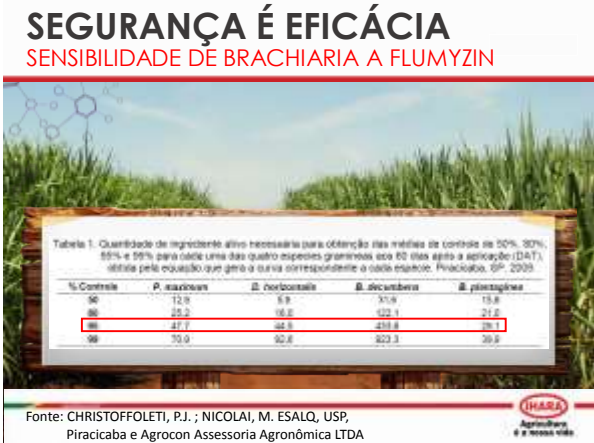 SEGURANÇA É EFICÁCIA
SENSIBILIDADE DE BRACHIARIA A FLUMYZIN
Tabela 1. Quantidade de ingrediente ativo necessária para obtenção das médias de controle de 50%, 80%,
95% e 99% para cada uma das quatro espécies gramíneas aos 60 dias após a aplicação (DAT),
obtida pela equação que gera a curva correspondente a cada espécie. Piracicaba, SP, 2009.
% Controle P. maximum D. horizontalis B. decumbens B. plantaginea
50 12,9 5,9 31,6 15,8
80 25,2 16,0 122,1 21,0
47,7 44,5 29,1
99 70,9 92,8 822,3 39,9
IHARA
Agricultura
é a nossa vida
Fonte: CHRISTOFFOLETI, P.J. ; NICOLAI, M. ESALQ, USP,
Piracicaba e Agrocon Assessoria Agronômica LTDA